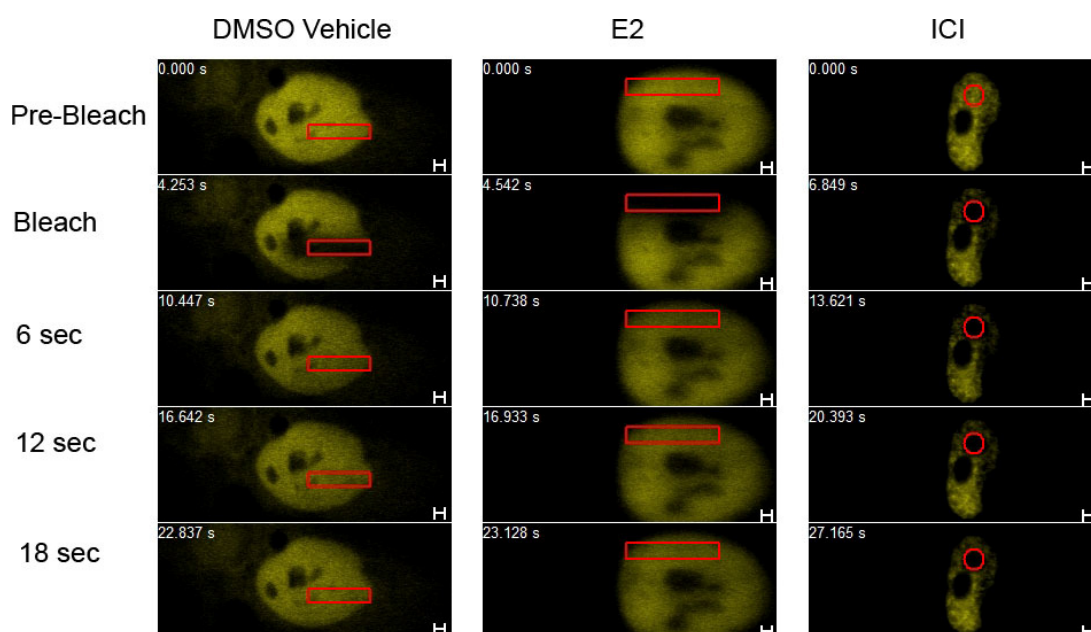 DMSO Vehicle E2 ICI
Pre-Bleach 0.000 s 0.000 s 0.000 s
Bleach 4.253 s 4.542 s 6.849 s
6 sec 10.447 s 10.738 s 13.621 s
12 sec 16.642 s 16.933 s 20.393 s
18 sec 22.837 s 23.128 s 27.165 s